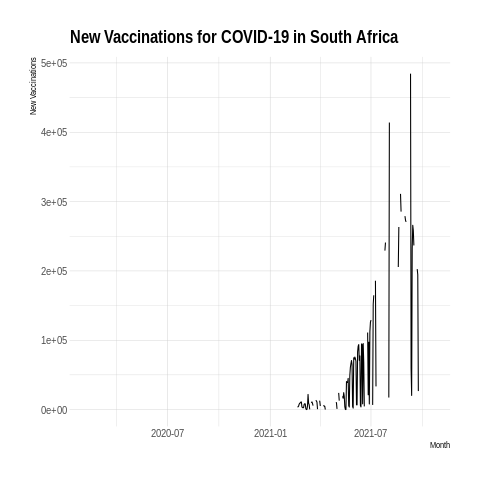 New Vaccinations for COVID-19 in South Africa
New Vaccinations
5e+05
4e+05
3e+05
2e+05
1e+05
0e+00
2020-07 2021-01 2021-07
Month